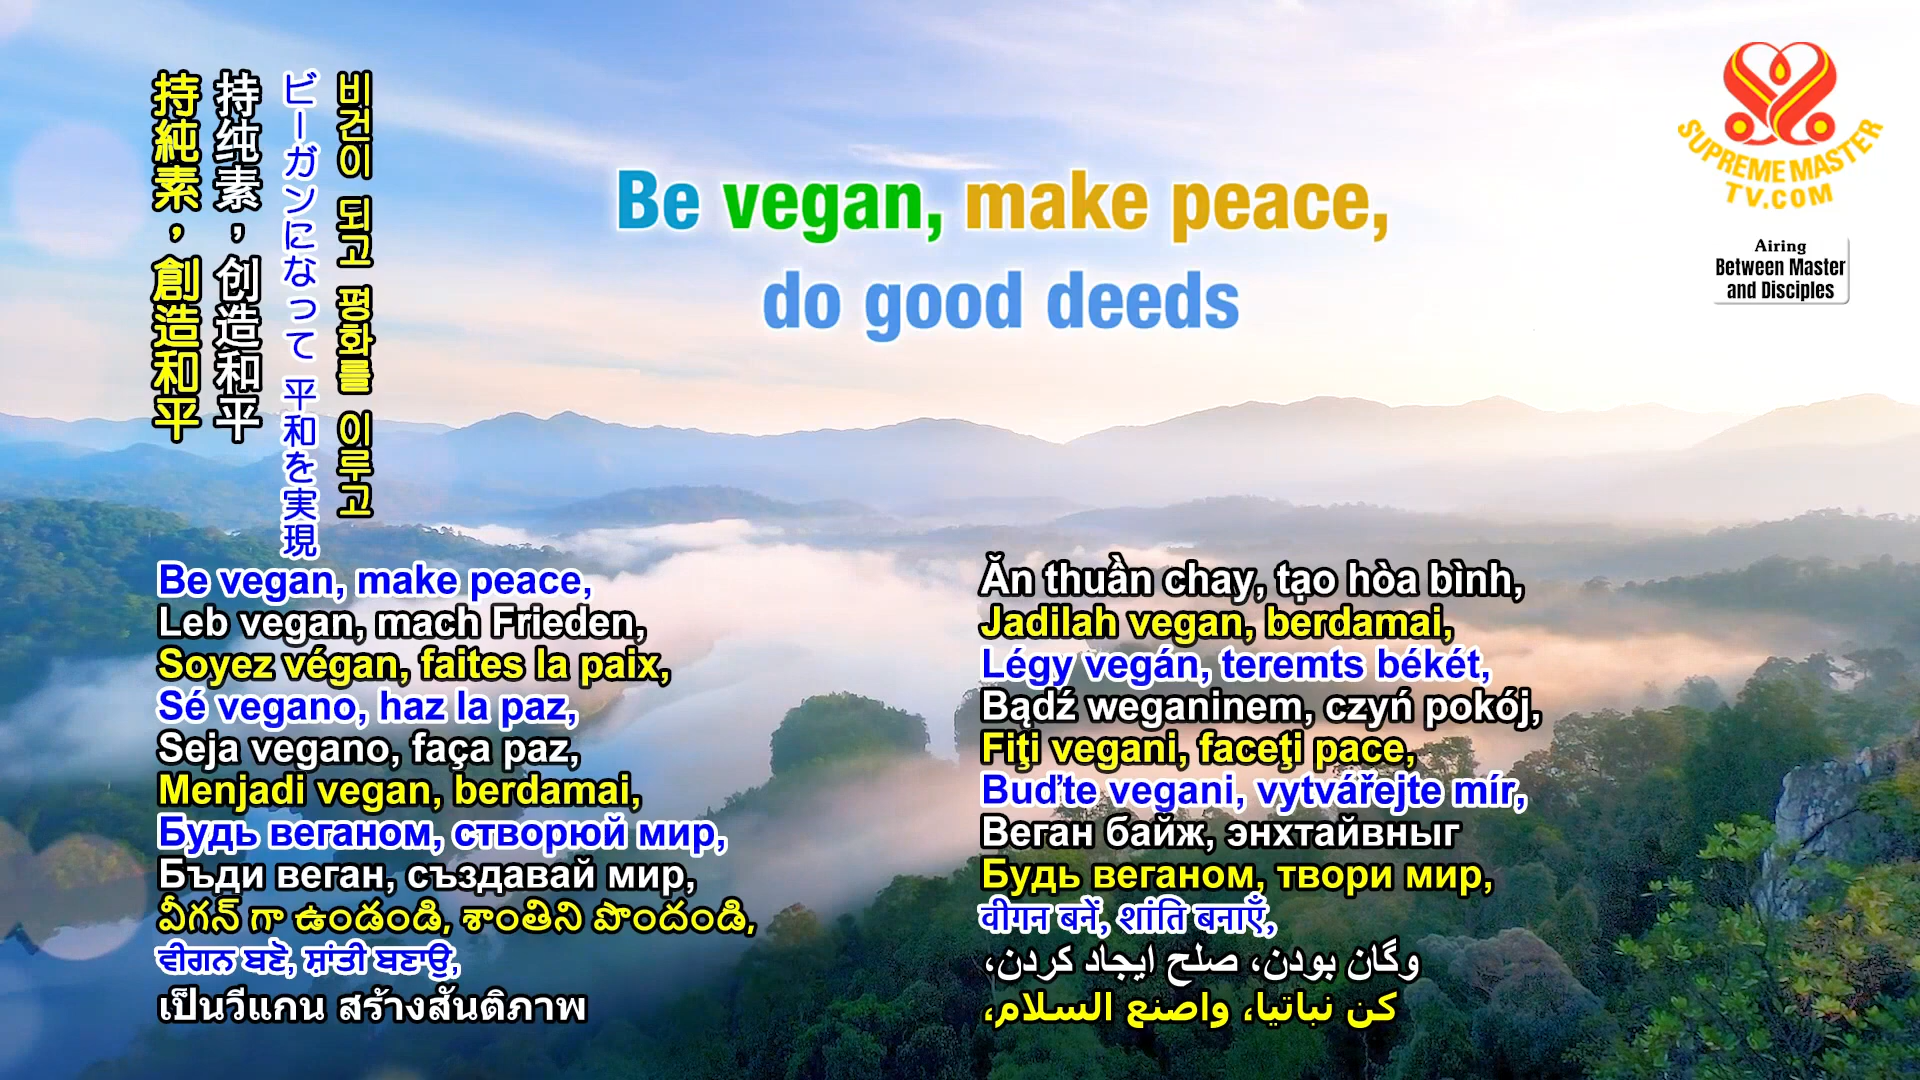 持純素，創造和平
持纯素，创造和平
ビーガンになって 平和を実現
비건이 되고 평화를 이루고
Be vegan, make peace,
do good deeds
SUPREME MASTER
TV.COM
Airing
Between Master
and Disciples
Be vegan, make peace,
Leb vegan, mach Frieden,
Soyez végan, faites la paix,
Sé vegano, haz la paz,
Seja vegano, faça paz,
Menjadi vegan, berdamai,
Будь веганом, створюй мир,
Бъди веган, създавай мир,
వీగన్ గా ఉండండి, శాంతిని పొందండి,
ਵੀਗਨ ਬਣੋ, ਸ਼ਾਂਤੀ ਬਣਾਉ,
เป็นวีแกน สร้างสันติภาพ
Ăn thuần chay, tạo hòa bình,
Jadilah vegan, berdamai,
Légy vegán, teremts békét,
Bądź weganinem, czyń pokój,
Fiţi vegani, faceţi pace,
Buďte vegani, vytvářejte mír,
Веган байж, энхтайвныг
Будь веганом, твори мир,
वीगन बनें, शांति बनाएँ,
وگان بودن، صلح ایجاد کردن،
كن نباتيا، واصنع السلام،